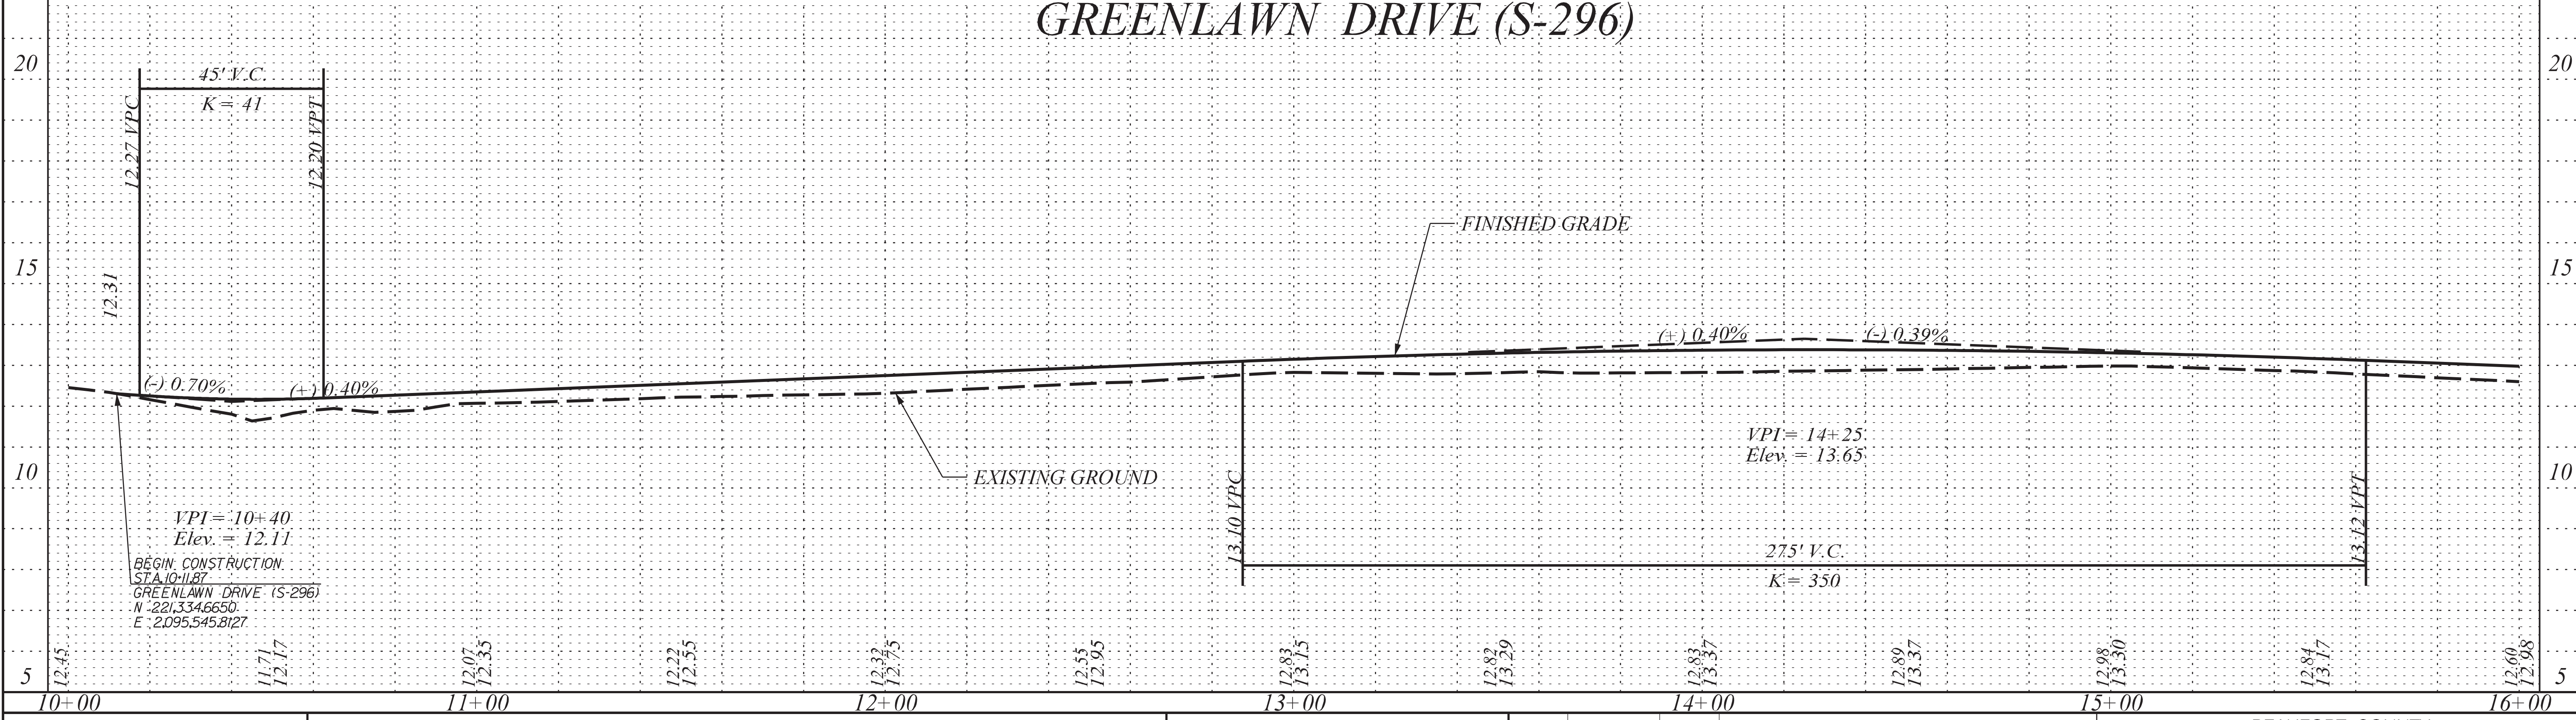 GREENLAWN DRIVE (S-296)
20
20
45' V.C.
K = 41
12.27 VPC
12.20 VPT
FINISHED GRADE
15
15
12.31
(-) 0.70%
(+) 0.40%
(+) 0.40%
(-) 0.39%
VPI = 14+25
Elev. = 13.65
EXISTING GROUND
10
10
13.10 VPC
13.12 VPT
VPI = 10+40
Elev. = 12.11
275' V.C.
K = 350
BEGIN CONSTRUCTION
STA.10+11.87
GREENLAWN DRIVE (S-296)
N 221,334.6650
E 2,095,545.8127
5
5
12.45
11.71
12.17
12.07
12.35
12.22
12.55
12.32
12.75
12.55
12.95
12.83
13.15
12.82
13.29
12.83
13.37
12.89
13.37
12.98
13.30
12.84
13.17
12.60
12.98
10+00
11+00
12+00
13+00
14+00
15+00
16+00